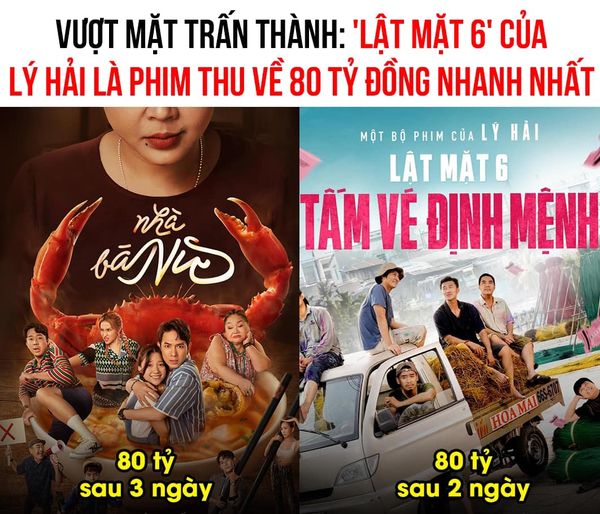 VƯỢT MẶT TRẤN THÀNH: 'LẬT MẶT 6' CỦA
LÝ HẢI LÀ PHIM THU VỀ 80 TỶ ĐỒNG NHANH NHẤT
nhà
bà Nữ
80 tỷ
sau 3 ngày
MỘT BỘ PHIM CỦA LÝ HẢI
LẬT MẶT 6
TẤM VÉ ĐỊNH MỆNH
HOA MAI
80 tỷ
sau 2 ngày